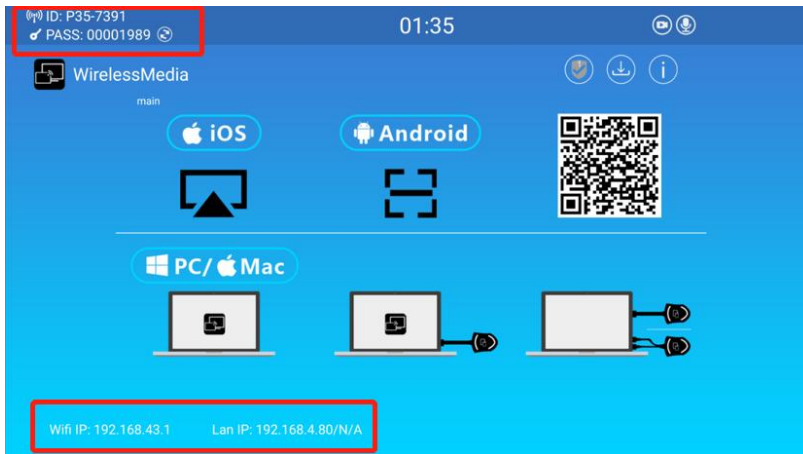 ID: P35-7391
PASS: 00001989
01:35
WirelessMedia
main
iOS
Android
PC/ Mac
Wifi IP: 192.168.43.1 Lan IP: 192.168.4.80/N/A